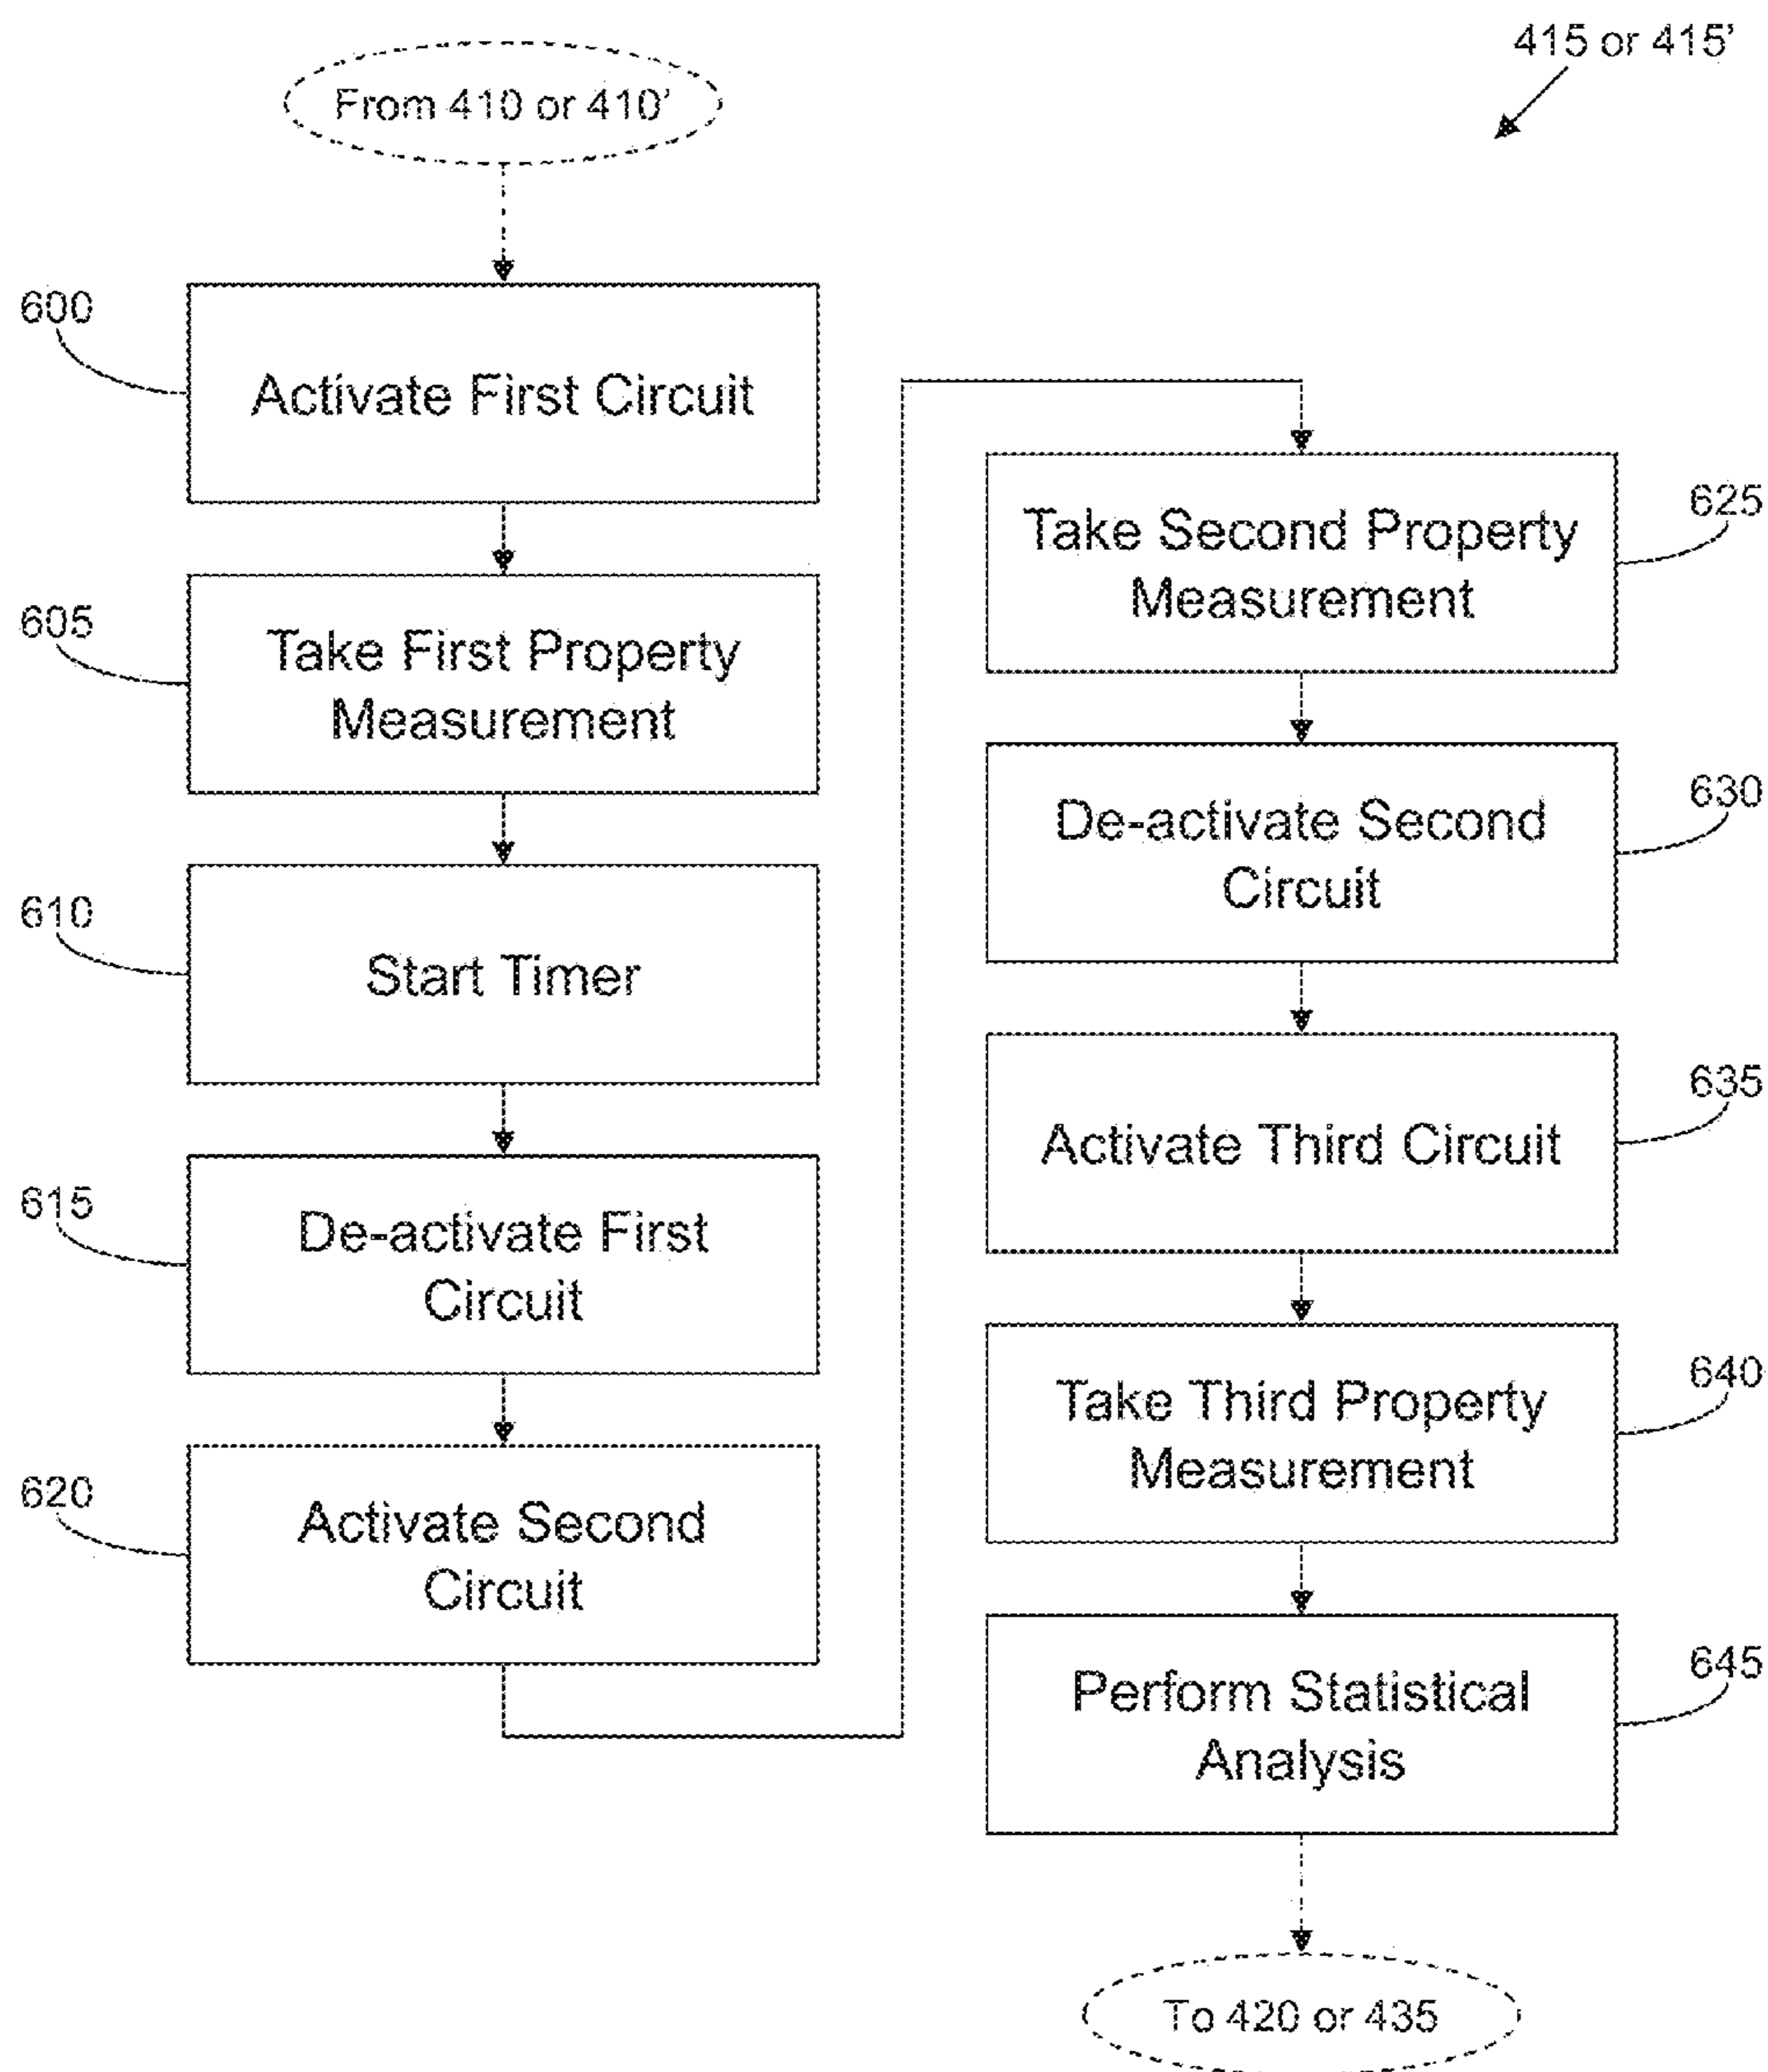 415 or 415'
From 410 or 410'
600
Activate First Circuit
605
Take First Property
Measurement
610
Start Timer
615
De-activate First
Circuit
620
Activate Second
Circuit
625
Take Second Property
Measurement
630
De-activate Second
Circuit
635
Activate Third Circuit
640
Take Third Property
Measurement
645
Perform Statistical
Analysis
To 420 or 435